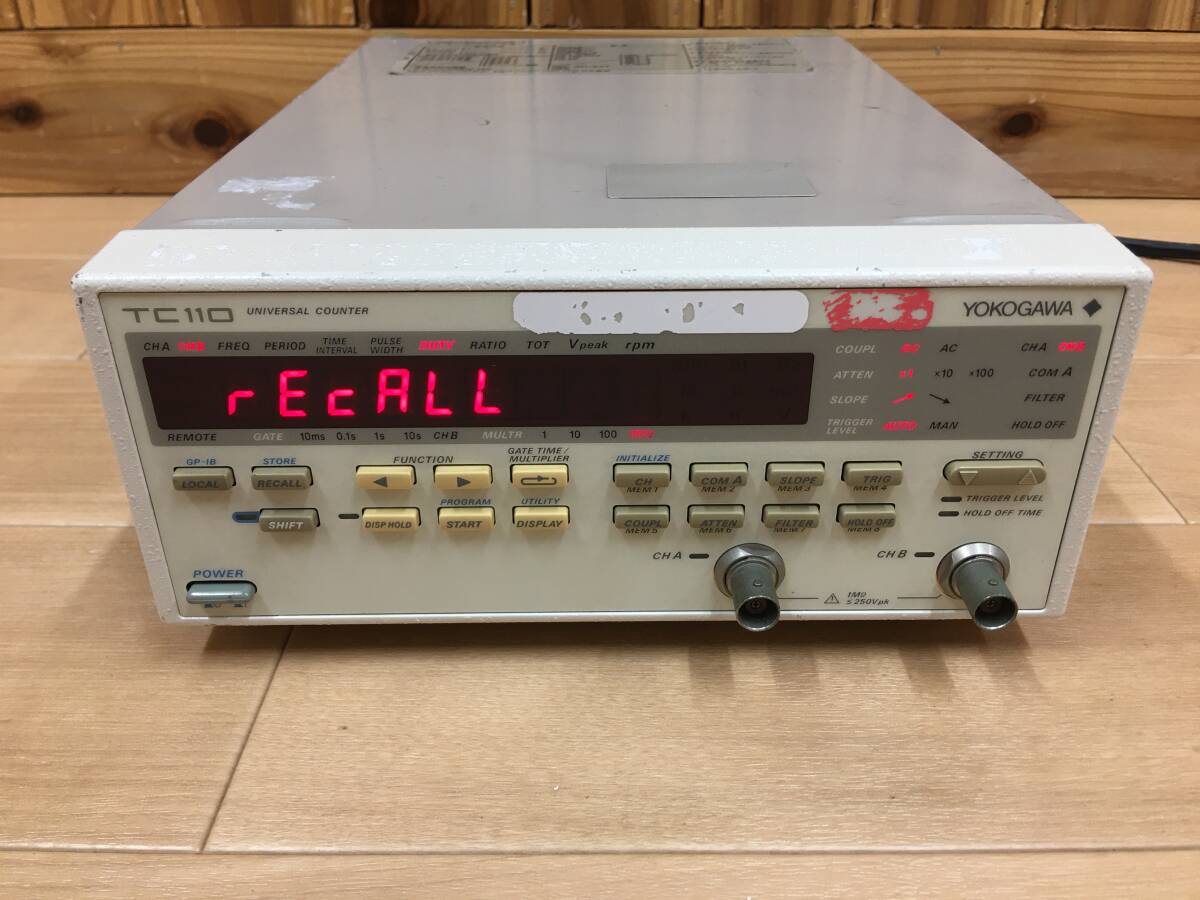 TC110 UNIVERSAL COUNTER YOKOGAWA
CH A CH B FREQ PERIOD TIME INTERVAL PULSE WIDTH DUTY RATIO TOT Vpeak rpm
rEcALL
REMOTE GATE 10ms 0.1s 1s 10s CH B MULTR 1 10 100
COUPL DC AC CH A CH B
ATTEN ×1 ×10 ×100 COM A
SLOPE FILTER
TRIGGER LEVEL AUTO MAN HOLD OFF
GP-IB STORE FUNCTION GATE TIME/ MULTIPLIER INITIALIZE SETTING
LOCAL RECALL CH COM A SLOPE TRIG
MEM 1 MEM 2 MEM 3 MEM 4
PROGRAM UTILITY TRIGGER LEVEL
SHIFT DISP HOLD START DISPLAY COUPL ATTEN FILTER HOLD OFF HOLD OFF TIME
MEM 5 MEM 6 MEM 7 MEM 8
CH A CH B
POWER
1MΩ
≤250Vpk